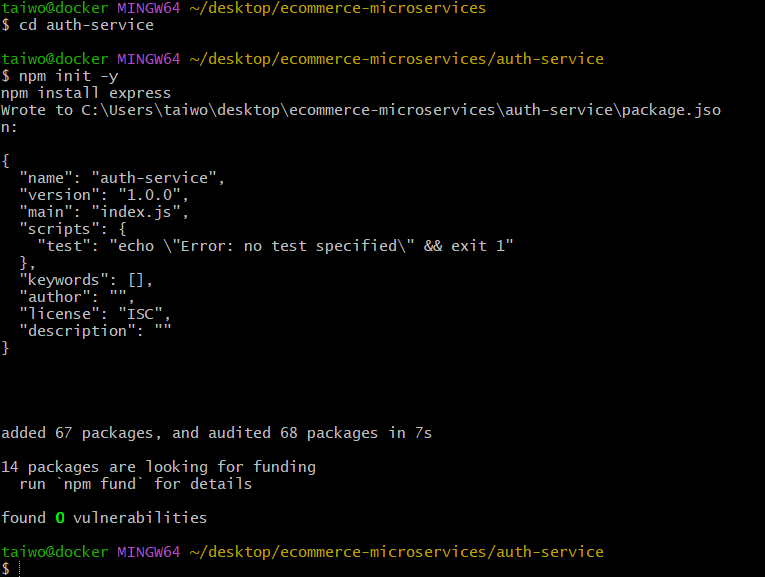 taiwo@docker MINGW64 ~/desktop/ecommerce-microservices
$ cd auth-service
taiwo@docker MINGW64 ~/desktop/ecommerce-microservices/auth-service
$ npm init -y
npm install express
Wrote to C:\Users\taiwo\desktop\ecommerce-microservices\auth-service\package.jso
n:
{
  "name": "auth-service",
  "version": "1.0.0",
  "main": "index.js",
  "scripts": {
    "test": "echo \"Error: no test specified\" && exit 1"
  },
  "keywords": [],
  "author": "",
  "license": "ISC",
  "description": ""
}
added 67 packages, and audited 68 packages in 7s
14 packages are looking for funding
  run `npm fund` for details
found 0 vulnerabilities
taiwo@docker MINGW64 ~/desktop/ecommerce-microservices/auth-service
$